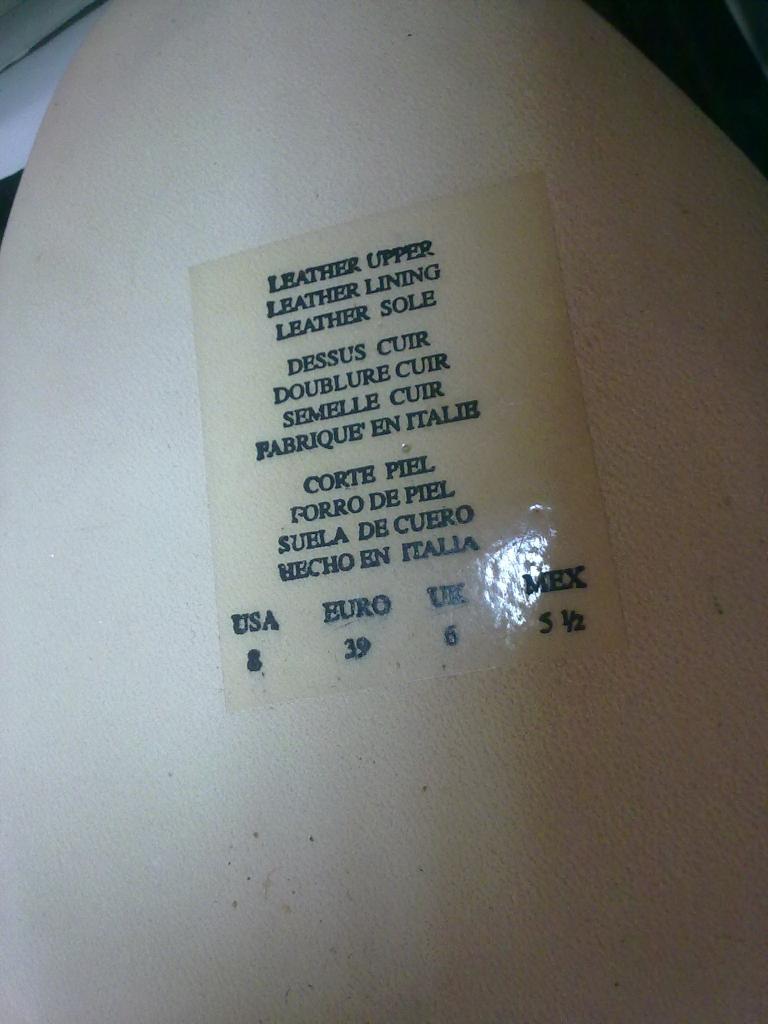 LEATHER UPPER
LEATHER LINING
LEATHER SOLE
DESSUS CUIR
DOUBLURE CUIR
SEMELLE CUIR
FABRIQUE' EN ITALIE
CORTE PIEL
FORRO DE PIEL
SUELA DE CUERO
HECHO EN ITALIA
USA EURO UK MEX
8 39 6 5 ½